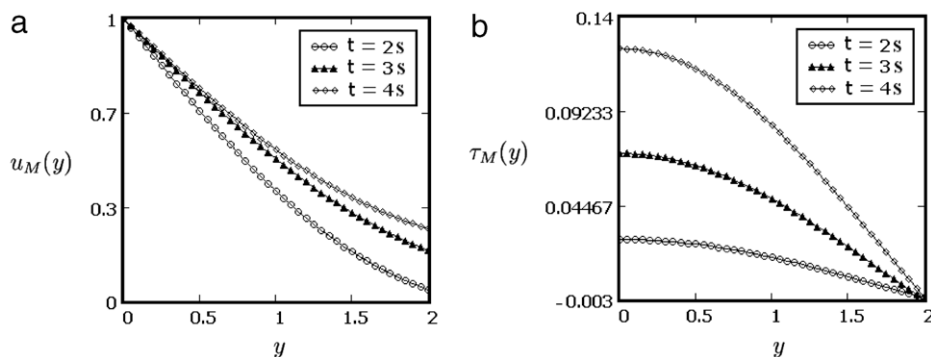 a
1
0.7
0.3
0
u_M(y)
0
0.5
1
1.5
2
y
t = 2s
t = 3s
t = 4s
b
0.14
0.09233
0.04467
-0.003
τ_M(y)
0
0.5
1
1.5
2
y
t = 2s
t = 3s
t = 4s